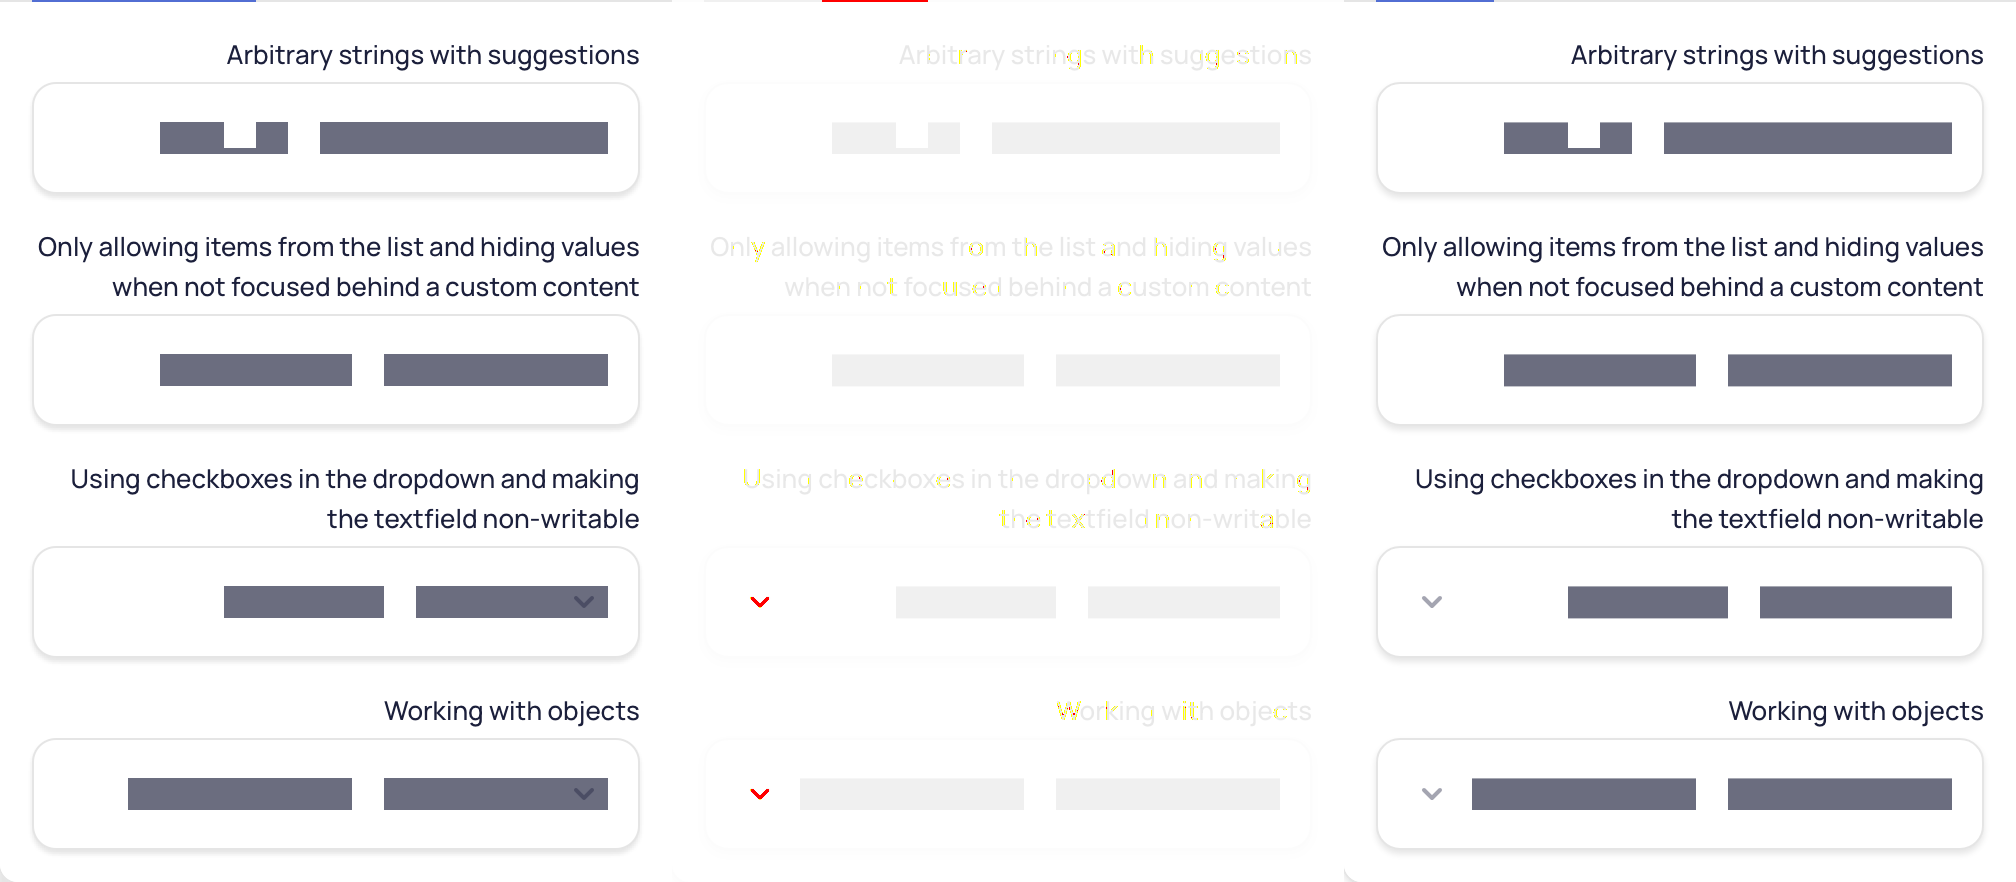 Arbitrary strings with suggestions
Only allowing items from the list and hiding values
when not focused behind a custom content
Using checkboxes in the dropdown and making
the textfield non-writable
Working with objects
Arbitrary strings with suggestions
Only allowing items from the list and hiding values
when not focused behind a custom content
Using checkboxes in the dropdown and making
the textfield non-writable
Working with objects
Arbitrary strings with suggestions
Only allowing items from the list and hiding values
when not focused behind a custom content
Using checkboxes in the dropdown and making
the textfield non-writable
Working with objects